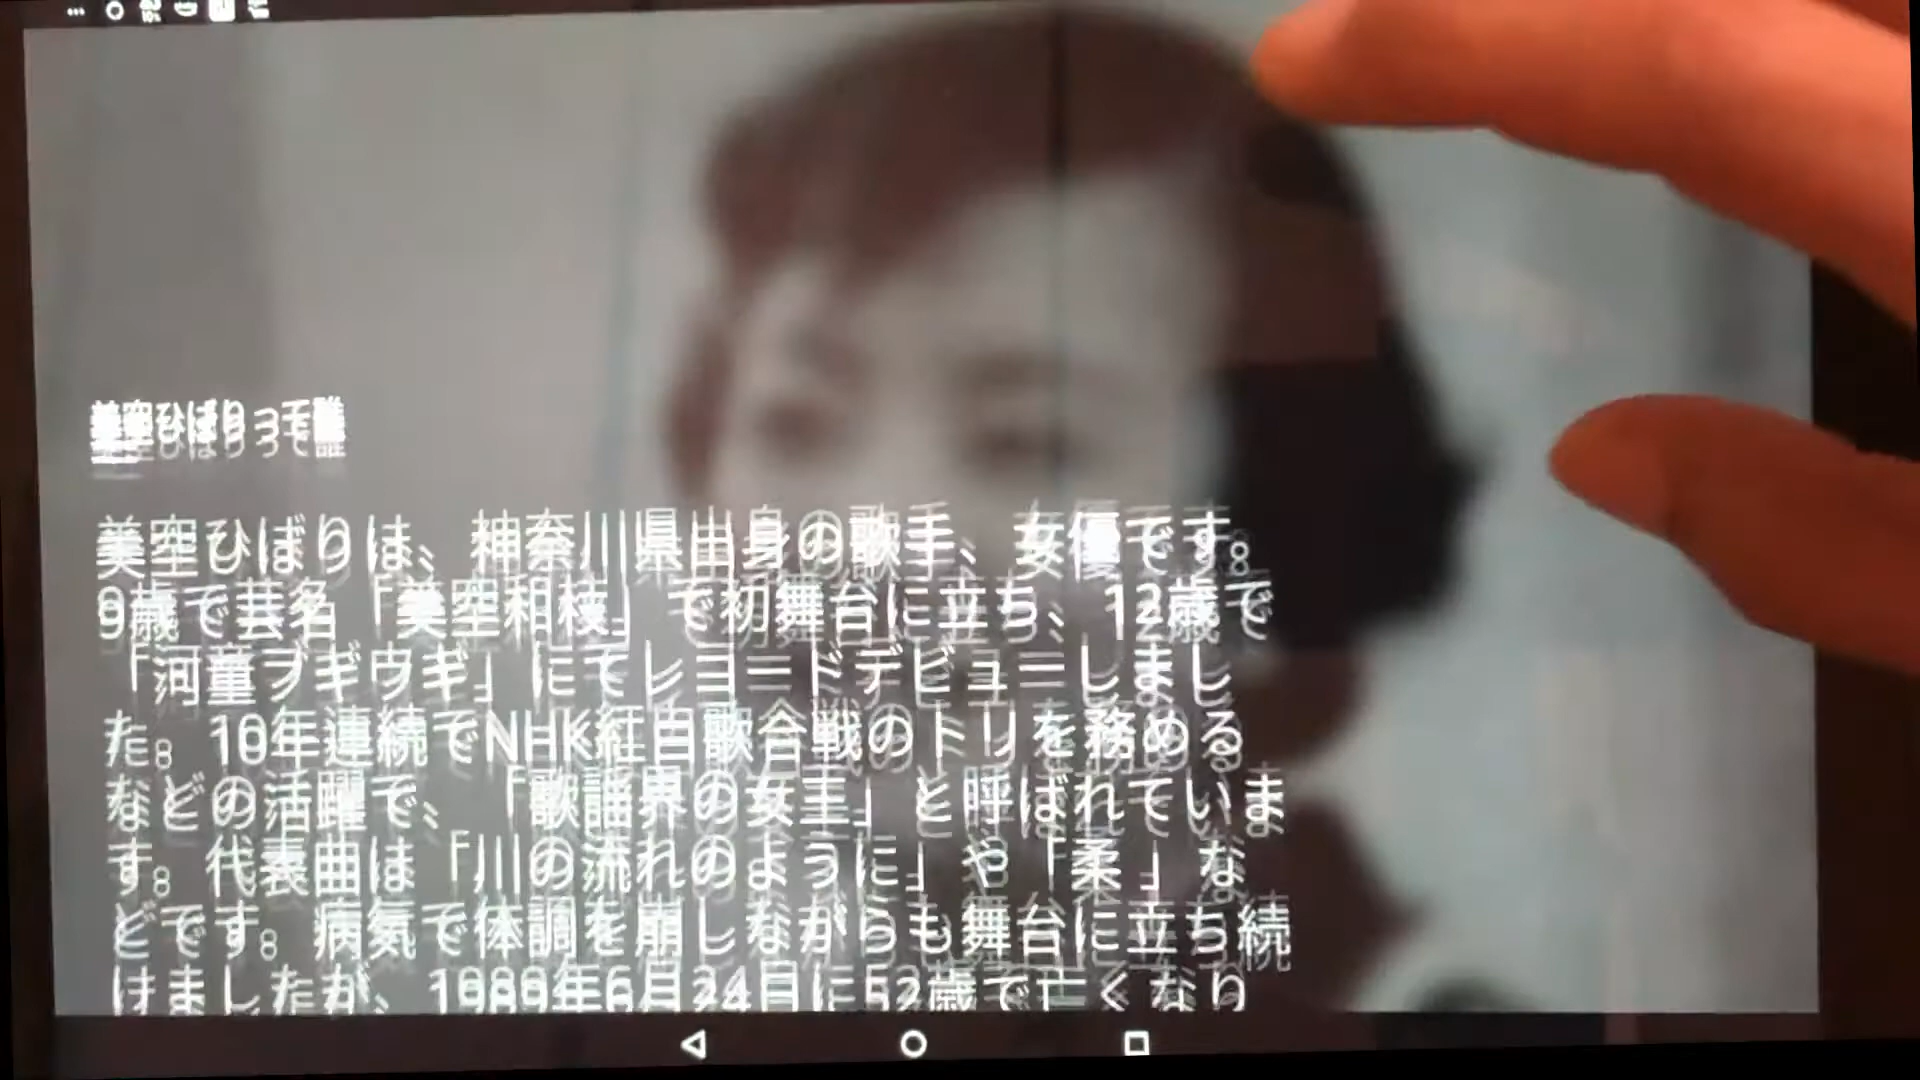 美空ひばりって誰
美空ひばりは、神奈川県出身の歌手、女優です。
9歳で芸名「美空和枝」で初舞台に立ち、12歳で
「河童ブギウギ」にてレコードデビューしまし
た。10年連続でNHK紅白歌合戦のトリを務める
などの活躍で、「歌謡界の女王」と呼ばれていま
す。代表曲は「川の流れのように」や「柔」な
どです。病気で体調を崩しながらも舞台に立ち続
けましたが、1989年6月24日に52歳で亡くなり